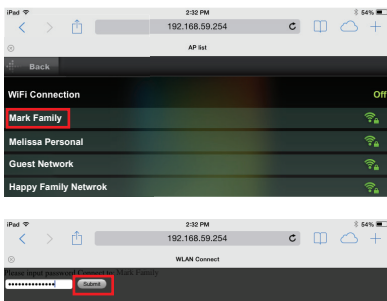 iPad 2:32 PM 54%
192.168.59.254
AP list
Back
WiFi Connection Off
Mark Family
Melissa Personal
Guest Network
Happy Family Netwrok
iPad 2:32 PM 54%
192.168.59.254
WLAN Connect
Please input password Connect to Mark Family
•••••••••••••• Submit